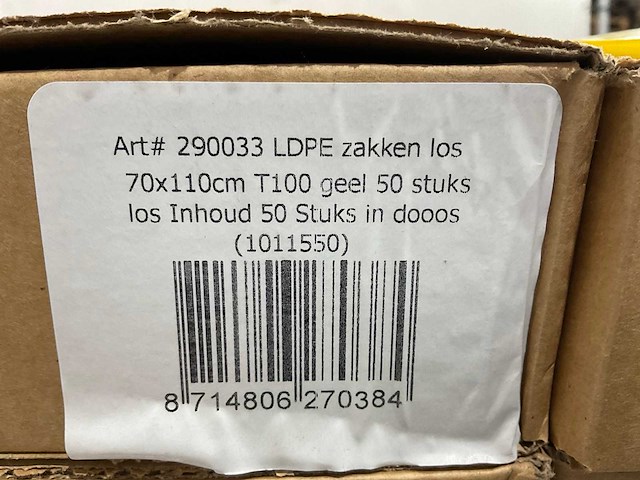 Art# 290033 LDPE zakken los
70x110cm T100 geel 50 stuks
los Inhoud 50 Stuks in dooos
(1011550)
8 714806 270384